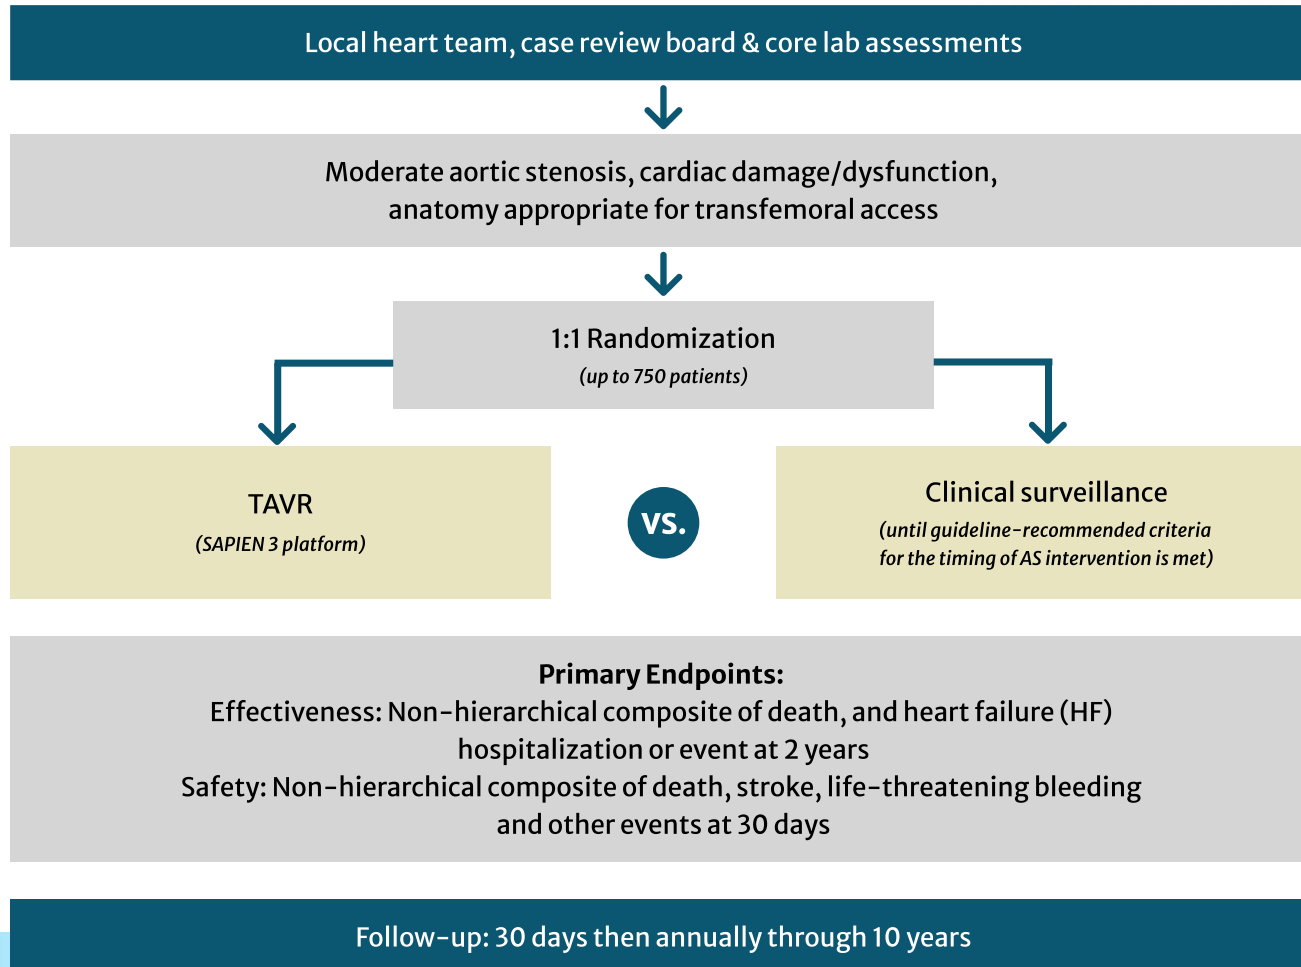 Local heart team, case review board & core lab assessments
Moderate aortic stenosis, cardiac damage/dysfunction,
anatomy appropriate for transfemoral access
1:1 Randomization
(up to 750 patients)
TAVR
(SAPIEN 3 platform)
vs.
Clinical surveillance
(until guideline-recommended criteria
for the timing of AS intervention is met)
Primary Endpoints:
Effectiveness: Non-hierarchical composite of death, and heart failure (HF)
hospitalization or event at 2 years
Safety: Non-hierarchical composite of death, stroke, life-threatening bleeding
and other events at 30 days
Follow-up: 30 days then annually through 10 years